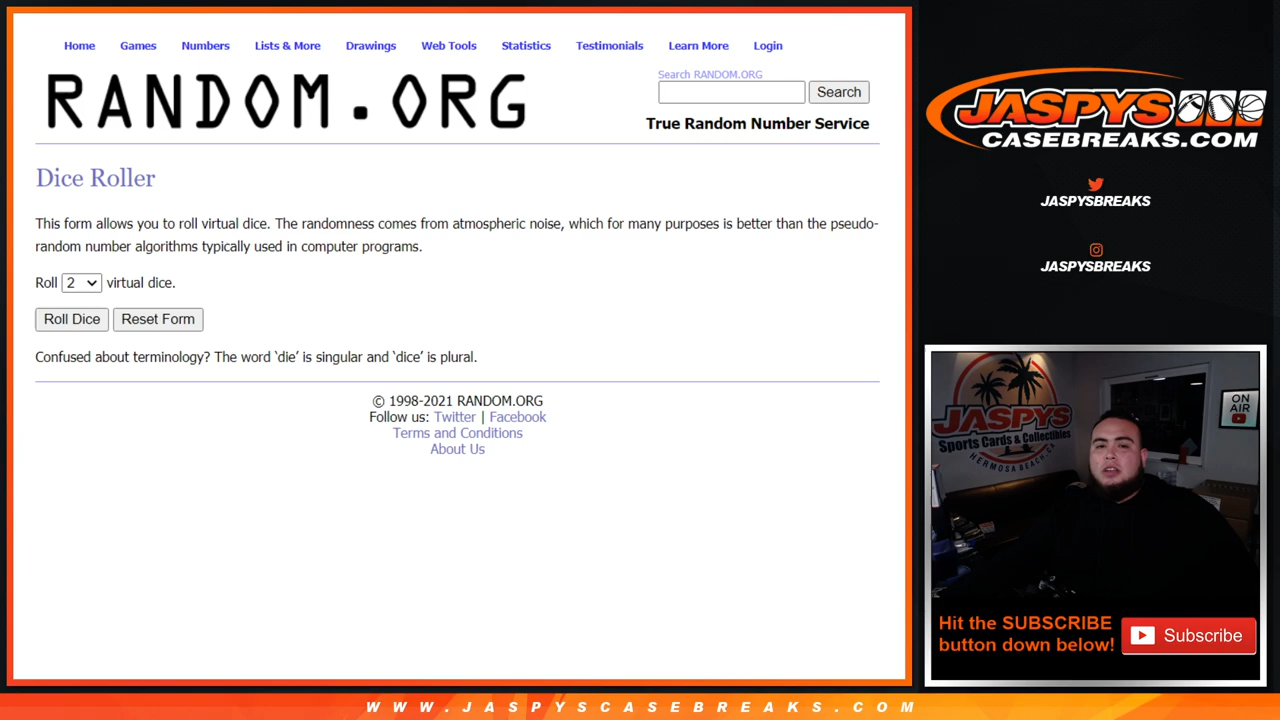 Home Games Numbers Lists & More Drawings Web Tools Statistics Testimonials Learn More Login
RANDOM.ORG
Search RANDOM.ORG
Search
True Random Number Service
Dice Roller
This form allows you to roll virtual dice. The randomness comes from atmospheric noise, which for many purposes is better than the pseudo-
random number algorithms typically used in computer programs.
Roll 2 virtual dice.
Roll Dice Reset Form
Confused about terminology? The word ‘die’ is singular and ‘dice’ is plural.
© 1998-2021 RANDOM.ORG
Follow us: Twitter | Facebook
Terms and Conditions
About Us
JASPYS
CASEBREAKS.COM
JASPYSBREAKS
JASPYSBREAKS
JASPYS
Sports Cards & Collectibles
HERMOSA BEACH, CA
ON
AIR
Hit the SUBSCRIBE
button down below!
Subscribe
WWW.JASPYSCASEBREAKS.COM